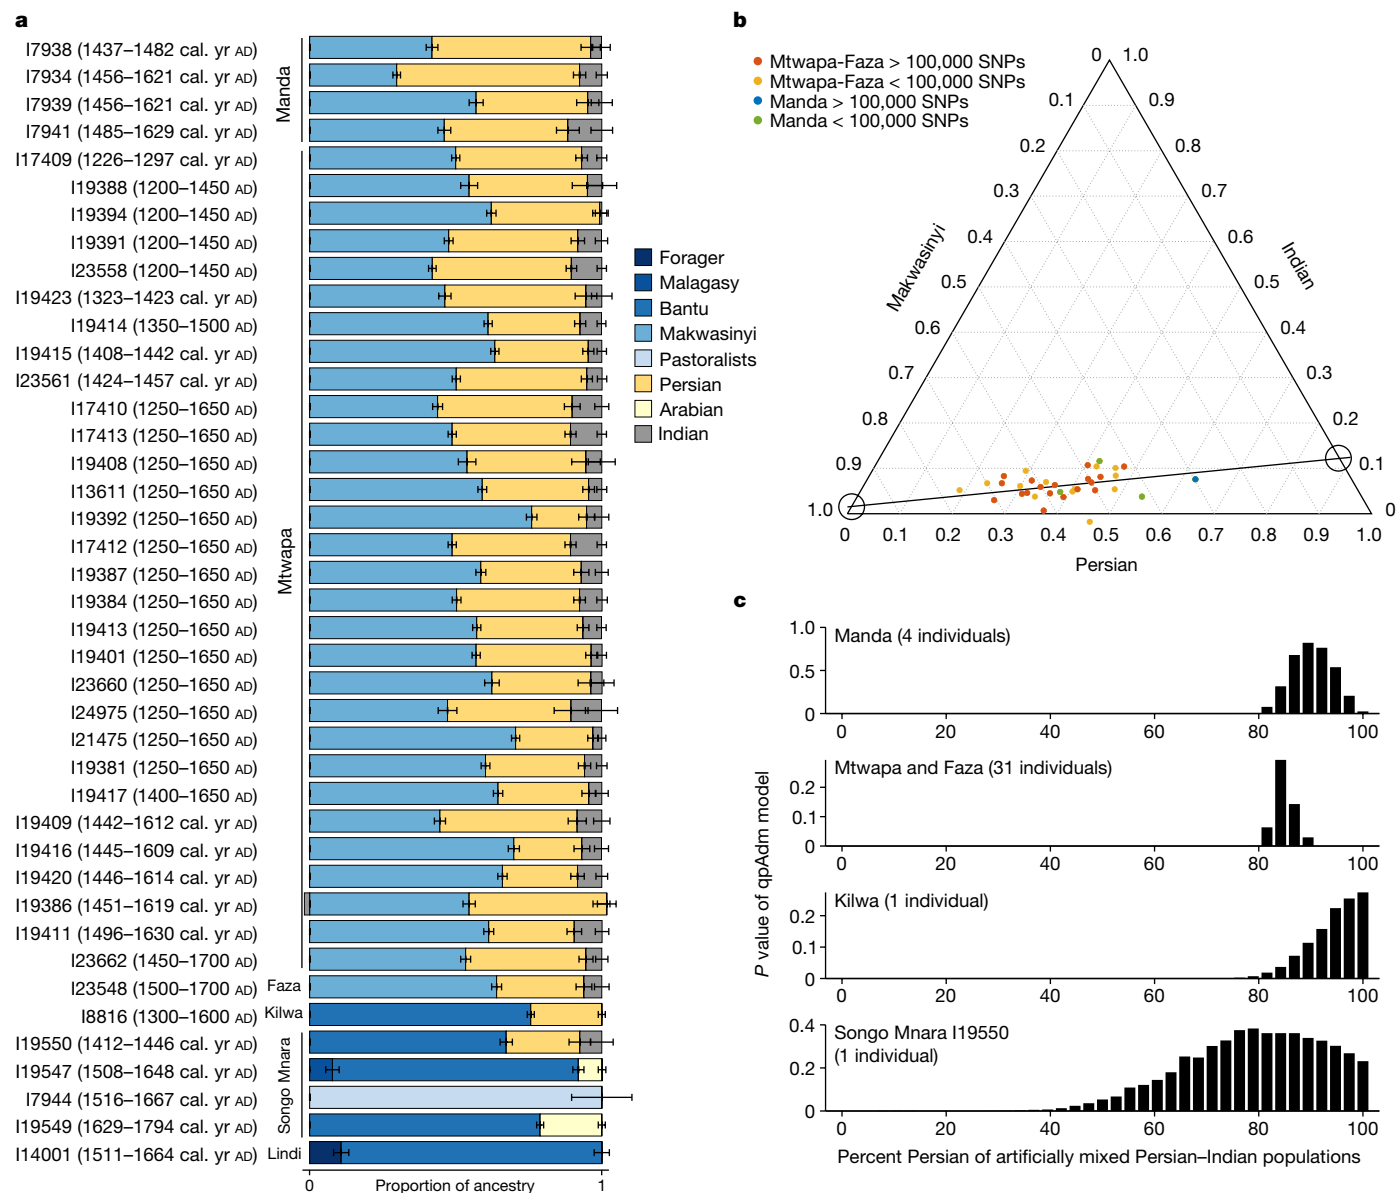 a
I7938 (1437–1482 cal. yr AD)
I7934 (1456–1621 cal. yr AD)
I7939 (1456–1621 cal. yr AD)
I7941 (1485–1629 cal. yr AD)
I17409 (1226–1297 cal. yr AD)
I19388 (1200–1450 AD)
I19394 (1200–1450 AD)
I19391 (1200–1450 AD)
I23558 (1200–1450 AD)
I19423 (1323–1423 cal. yr AD)
I19414 (1350–1500 AD)
I19415 (1408–1442 cal. yr AD)
I23561 (1424–1457 cal. yr AD)
I17410 (1250–1650 AD)
I17413 (1250–1650 AD)
I19408 (1250–1650 AD)
I13611 (1250–1650 AD)
I19392 (1250–1650 AD)
I17412 (1250–1650 AD)
I19387 (1250–1650 AD)
I19384 (1250–1650 AD)
I19413 (1250–1650 AD)
I19401 (1250–1650 AD)
I23660 (1250–1650 AD)
I24975 (1250–1650 AD)
I21475 (1250–1650 AD)
I19381 (1250–1650 AD)
I19417 (1400–1650 AD)
I19409 (1442–1612 cal. yr AD)
I19416 (1445–1609 cal. yr AD)
I19420 (1446–1614 cal. yr AD)
I19386 (1451–1619 cal. yr AD)
I19411 (1496–1630 cal. yr AD)
I23662 (1450–1700 AD)
I23548 (1500–1700 AD)
I8816 (1300–1600 AD)
I19550 (1412–1446 AD)
I19547 (1508–1648 AD)
I7944 (1516–1667 cal. yr AD)
I19549 (1629–1794 cal. yr AD)
I14001 (1511–1664 cal. yr AD)
Manda
Mtwapa
Faza
Kilwa
Songo Mnara
Lindi
0
1
Proportion of ancestry
Forager
Malagasy
Bantu
Makwasinyi
Pastoralists
Persian
Arabian
Indian
b
Mtwapa-Faza > 100,000 SNPs
Mtwapa-Faza < 100,000 SNPs
Manda > 100,000 SNPs
Manda < 100,000 SNPs
0 1.0
0.1 0.9
0.2 0.8
0.3 0.7
0.4 0.6
0.5 0.5
0.6 0.4
0.7 0.3
0.8 0.2
0.9 0.1
1.0 0
Makwasinyi
Indian
0 0.1 0.2 0.3 0.4 0.5 0.6 0.7 0.8 0.9 1.0
Persian
c
P value of qpAdm model
Manda (4 individuals)
1.0
0.5
0
0 20 40 60 80 100
Mtwapa and Faza (31 individuals)
0.2
0.1
0
0 20 40 60 80 100
Kilwa (1 individual)
0.2
0.1
0
0 20 40 60 80 100
Songo Mnara I19550
(1 individual)
0.4
0.2
0
0 20 40 60 80 100
Percent Persian of artificially mixed Persian–Indian populations